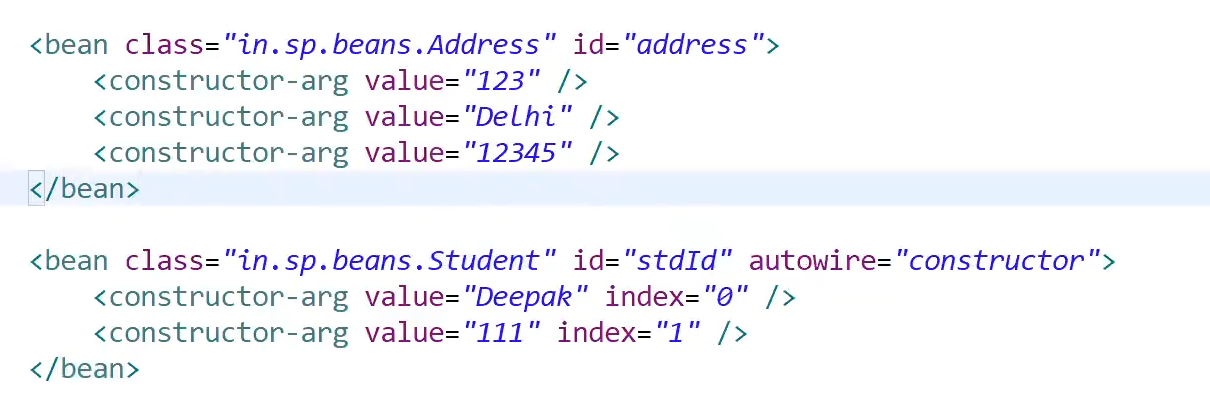 <bean class="in.sp.beans.Address" id="address">
    <constructor-arg value="123" />
    <constructor-arg value="Delhi" />
    <constructor-arg value="12345" />
</bean>

<bean class="in.sp.beans.Student" id="stdId" autowire="constructor">
    <constructor-arg value="Deepak" index="0" />
    <constructor-arg value="111" index="1" />
</bean>